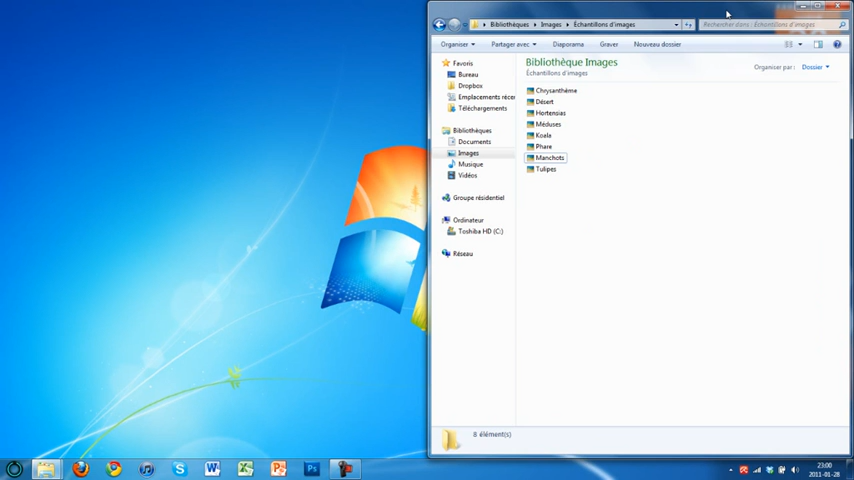 Bibliothèques Images Échantillons d'images
Rechercher dans : Échantillons d'images
Organiser Partager avec Diaporama Graver Nouveau dossier
Favoris
Bureau
Dropbox
Emplacements récen
Téléchargements
Bibliothèques
Documents
Images
Musique
Vidéos
Groupe résidentiel
Ordinateur
Toshiba HD (C:)
Réseau
Bibliothèque Images
Échantillons d'images
Organiser par : Dossier
Chrysanthème
Désert
Hortensias
Méduses
Koala
Phare
Manchots
Tulipes
8 élément(s)
W X P Ps
23:00
2011-01-28